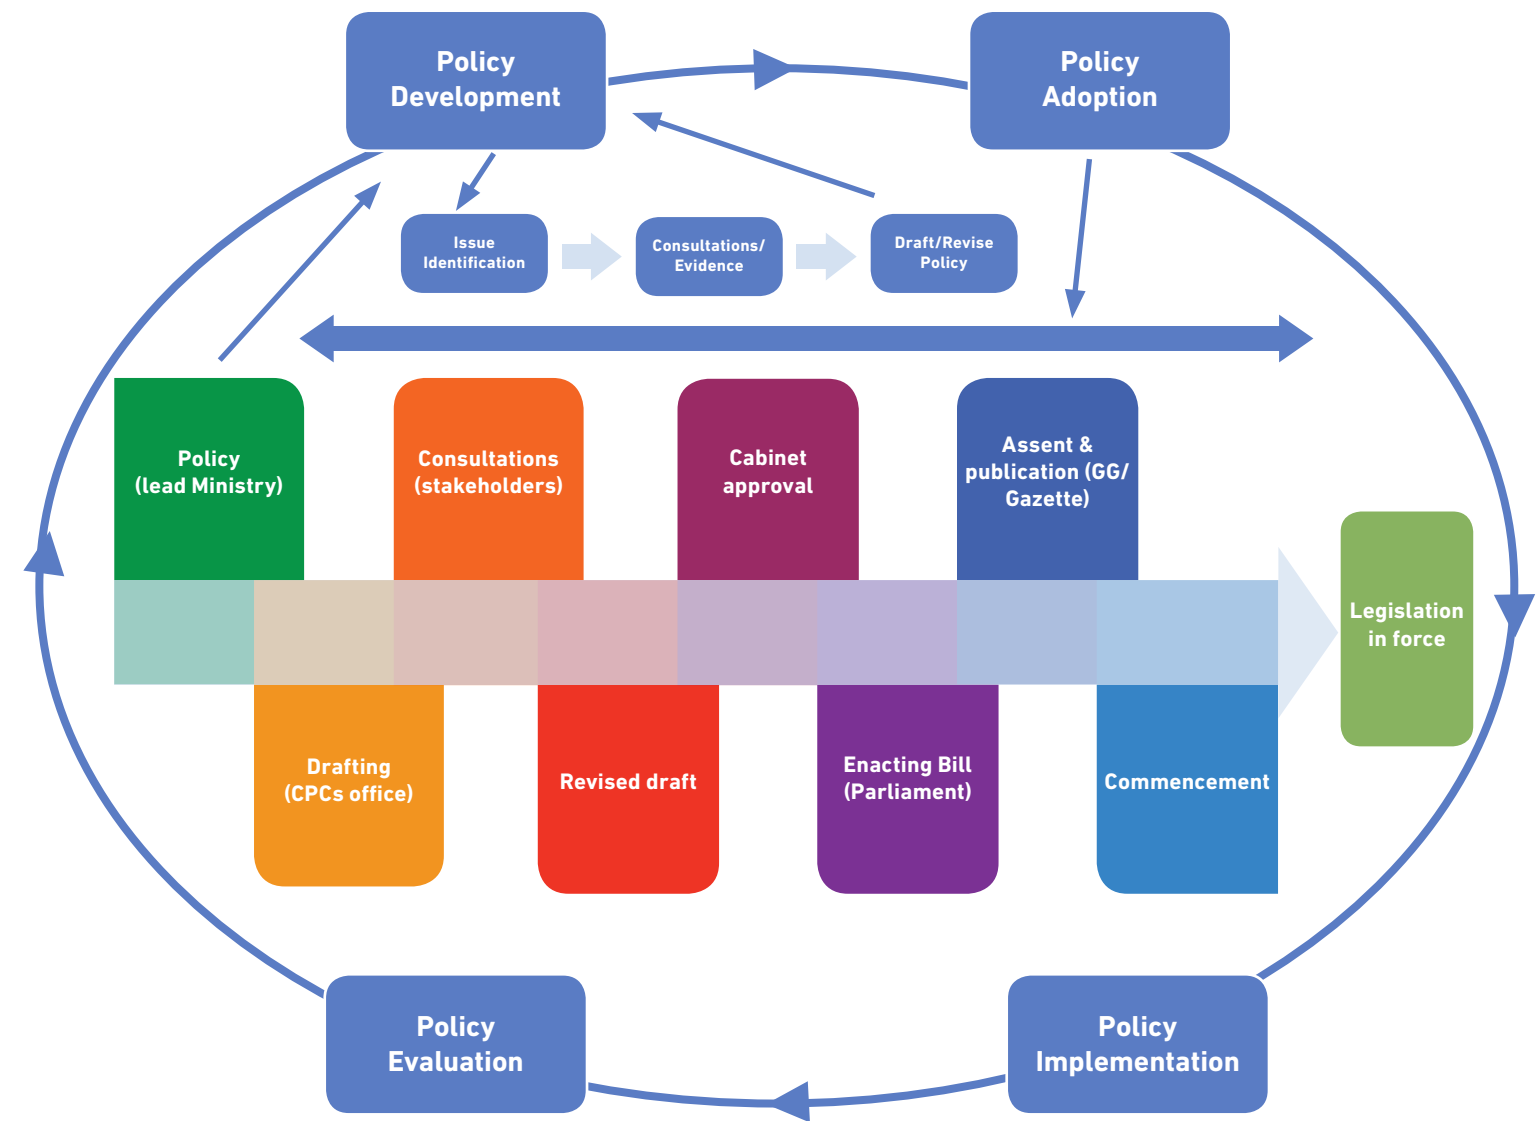 Policy
Development
Policy
Adoption
Issue
Identification
Consultations/
Evidence
Draft/Revise
Policy
Policy
(lead Ministry)
Consultations
(stakeholders)
Cabinet
approval
Assent &
publication (GG/
Gazette)
Legislation
in force
Drafting
(CPCs office)
Revised draft
Enacting Bill
(Parliament)
Commencement
Policy
Evaluation
Policy
Implementation